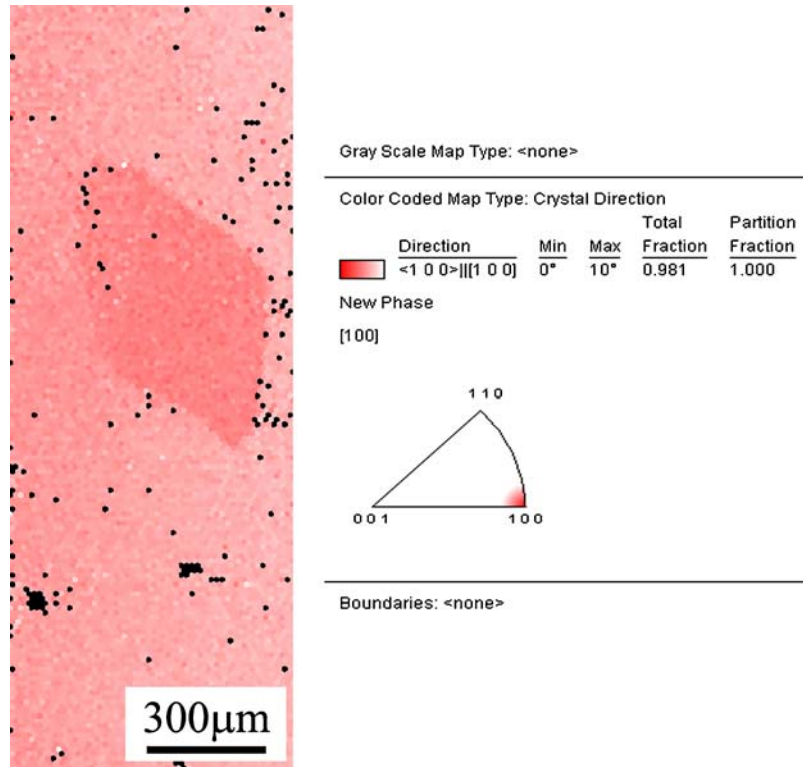 Gray Scale Map Type: <none>
Color Coded Map Type: Crystal Direction
Total Partition
Direction Min Max Fraction Fraction
<1 0 0>||[1 0 0] 0° 10° 0.981 1.000
New Phase
[100]
1 1 0
0 0 1 1 0 0
Boundaries: <none>
300μm